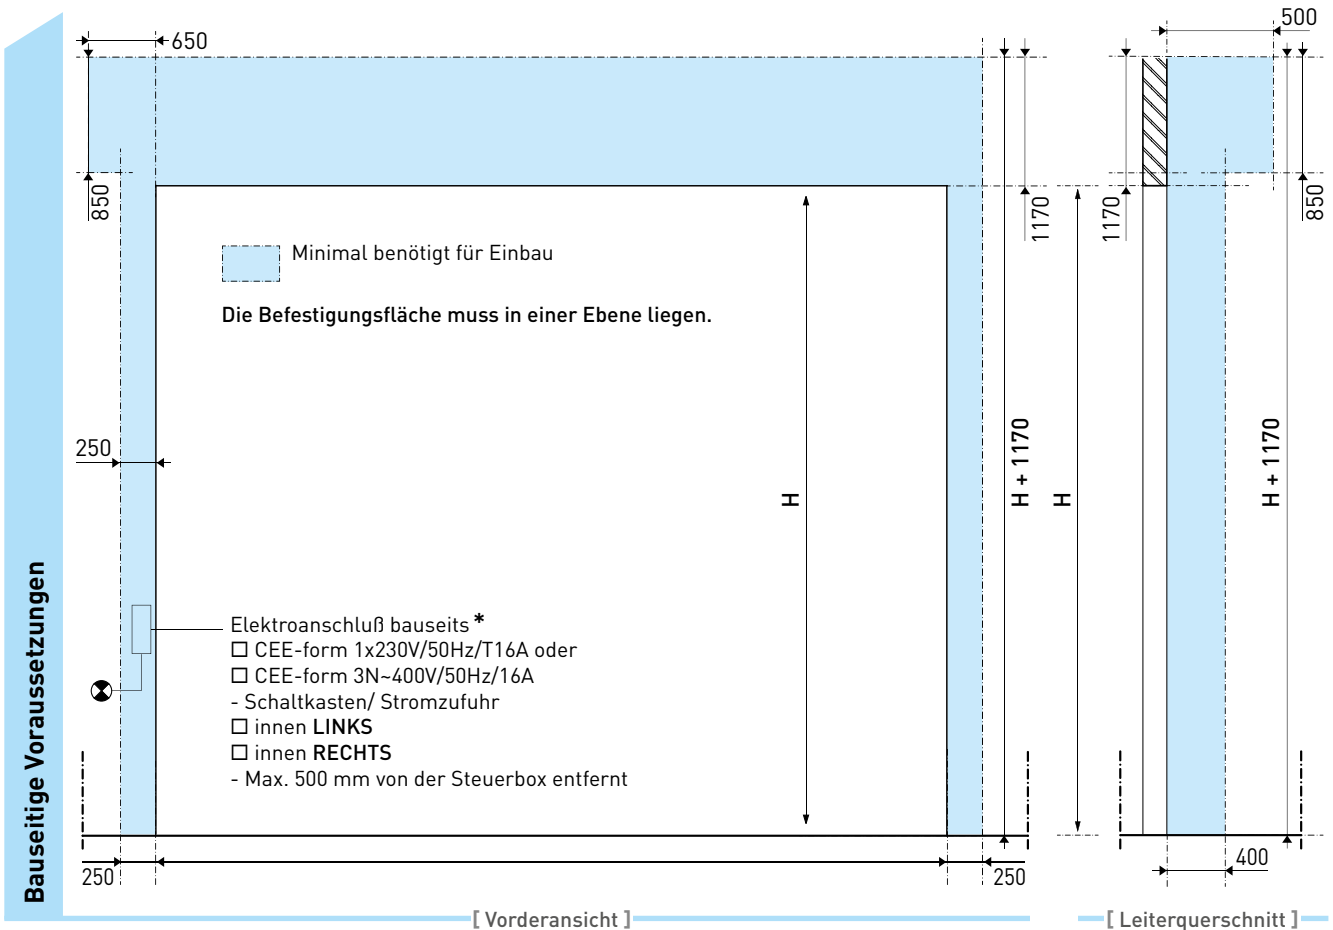 Bauseitige Voraussetzungen
650
500
850
1170
1170
850
Minimal benötigt für Einbau
Die Befestigungsfläche muss in einer Ebene liegen.
250
H
H + 1170
H
H + 1170
Elektroanschluß bauseits *
☐ CEE-form 1x230V/50Hz/T16A oder
☐ CEE-form 3N~400V/50Hz/16A
- Schaltkasten/ Stromzufuhr
☐ innen LINKS
☐ innen RECHTS
- Max. 500 mm von der Steuerbox entfernt
250
250
400
[ Vorderansicht ]
[ Leiterquerschnitt ]